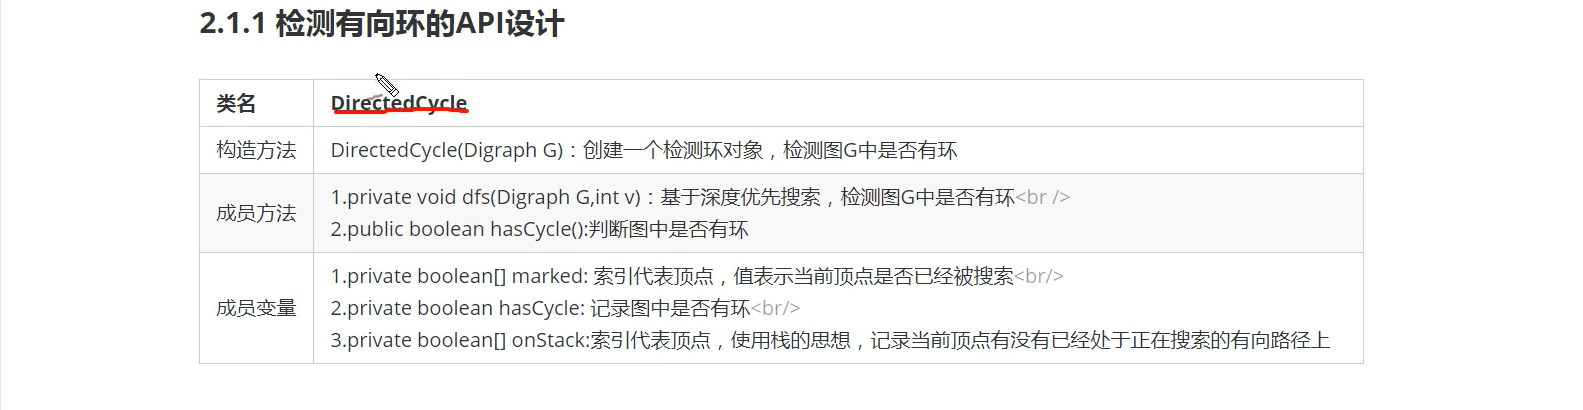 2.1.1 检测有向环的API设计
类名 DirectedCycle
构造方法 DirectedCycle(Digraph G)：创建一个检测环对象，检测图G中是否有环
成员方法
1.private void dfs(Digraph G,int v)：基于深度优先搜索，检测图G中是否有环<br />
2.public boolean hasCycle():判断图中是否有环
成员变量
1.private boolean[] marked: 索引代表顶点，值表示当前顶点是否已经被搜索<br/>
2.private boolean hasCycle: 记录图中是否有环<br/>
3.private boolean[] onStack:索引代表顶点，使用栈的思想，记录当前顶点有没有已经处于正在搜索的有向路径上